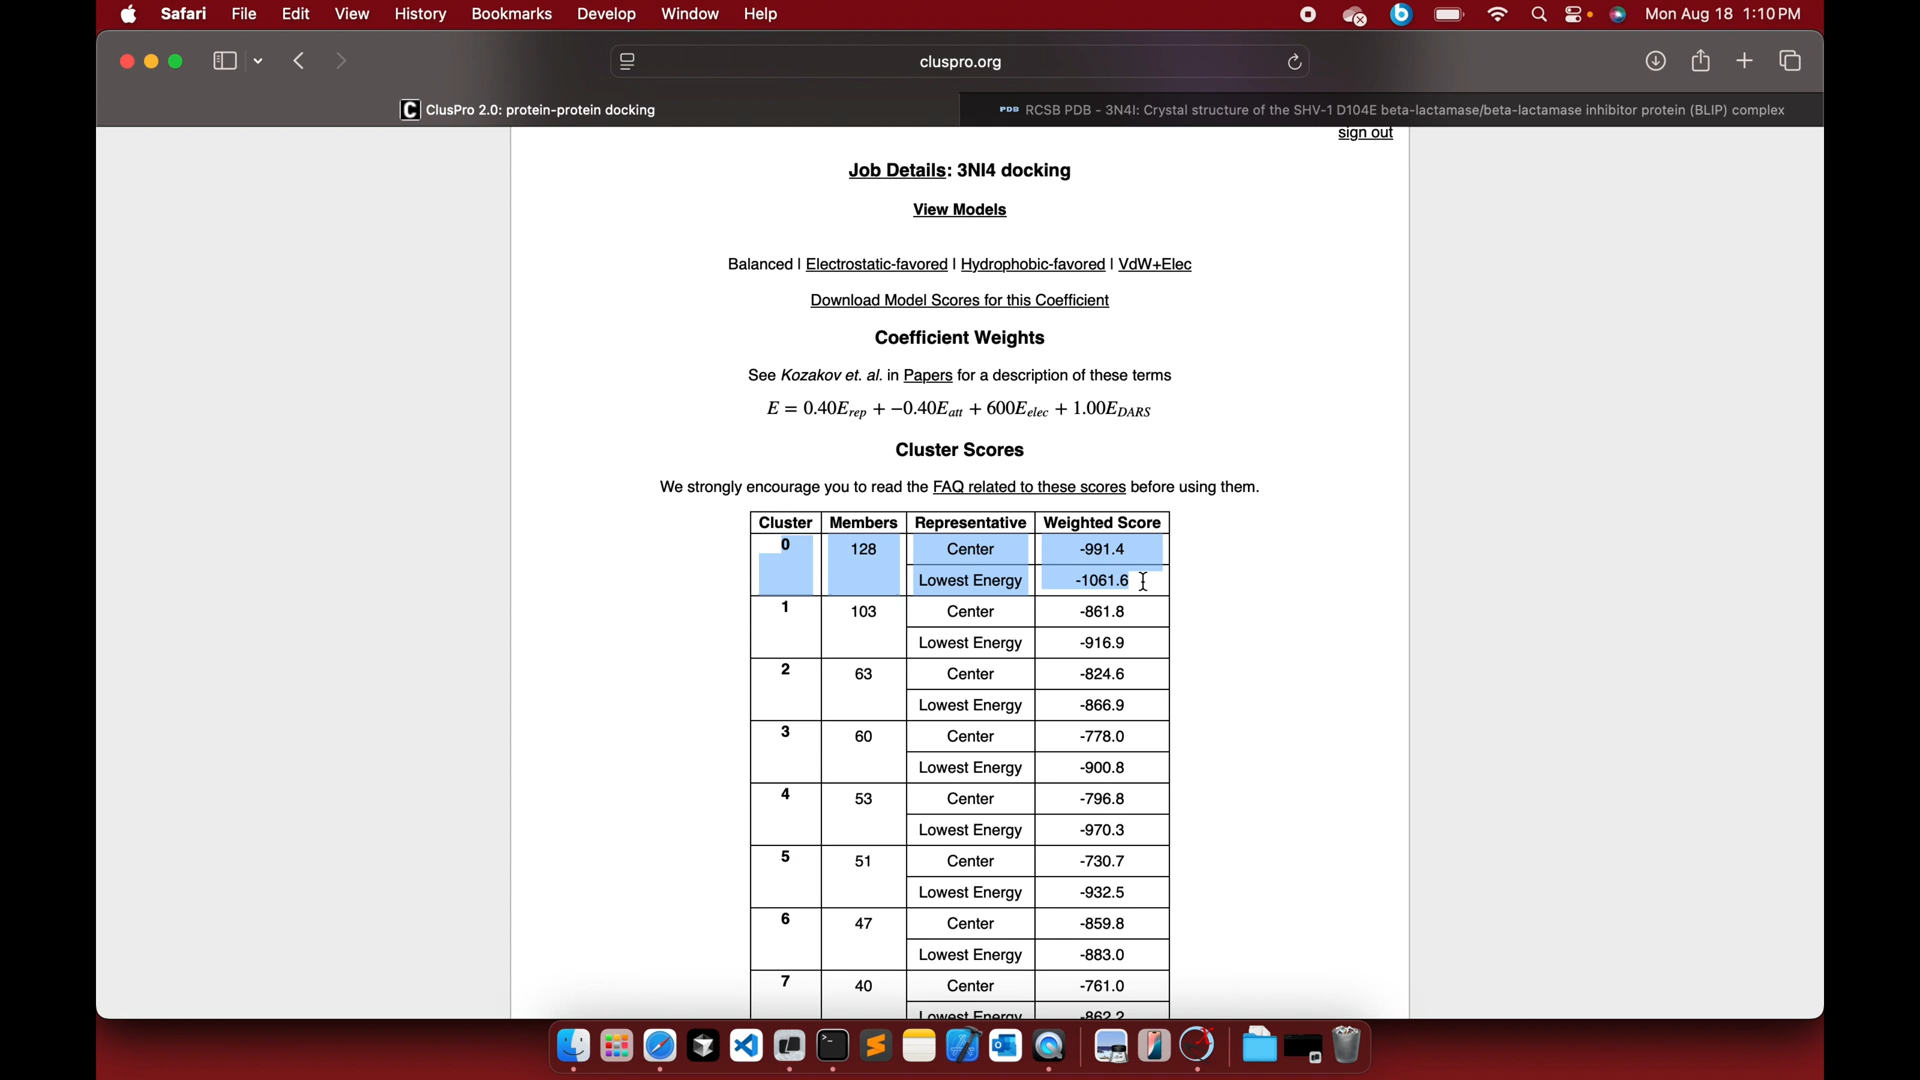 Safari File Edit View History Bookmarks Develop Window Help Mon Aug 18 1:10 PM
cluspro.org
C ClusPro 2.0: protein-protein docking
PDB RCSB PDB - 3N4I: Crystal structure of the SHV-1 D104E beta-lactamase/beta-lactamase inhibitor protein (BLIP) complex
sign out
Job Details: 3NI4 docking
View Models
Balanced | Electrostatic-favored | Hydrophobic-favored | VdW+Elec
Download Model Scores for this Coefficient
Coefficient Weights
See Kozakov et. al. in Papers for a description of these terms
E = 0.40Erep + −0.40Eatt + 600Eelec + 1.00EDARS
Cluster Scores
We strongly encourage you to read the FAQ related to these scores before using them.
Cluster Members Representative Weighted Score
0 128 Center -991.4
Lowest Energy -1061.6
1 103 Center -861.8
Lowest Energy -916.9
2 63 Center -824.6
Lowest Energy -866.9
3 60 Center -778.0
Lowest Energy -900.8
4 53 Center -796.8
Lowest Energy -970.3
5 51 Center -730.7
Lowest Energy -932.5
6 47 Center -859.8
Lowest Energy -883.0
7 40 Center -761.0
Lowest Energy -862.2